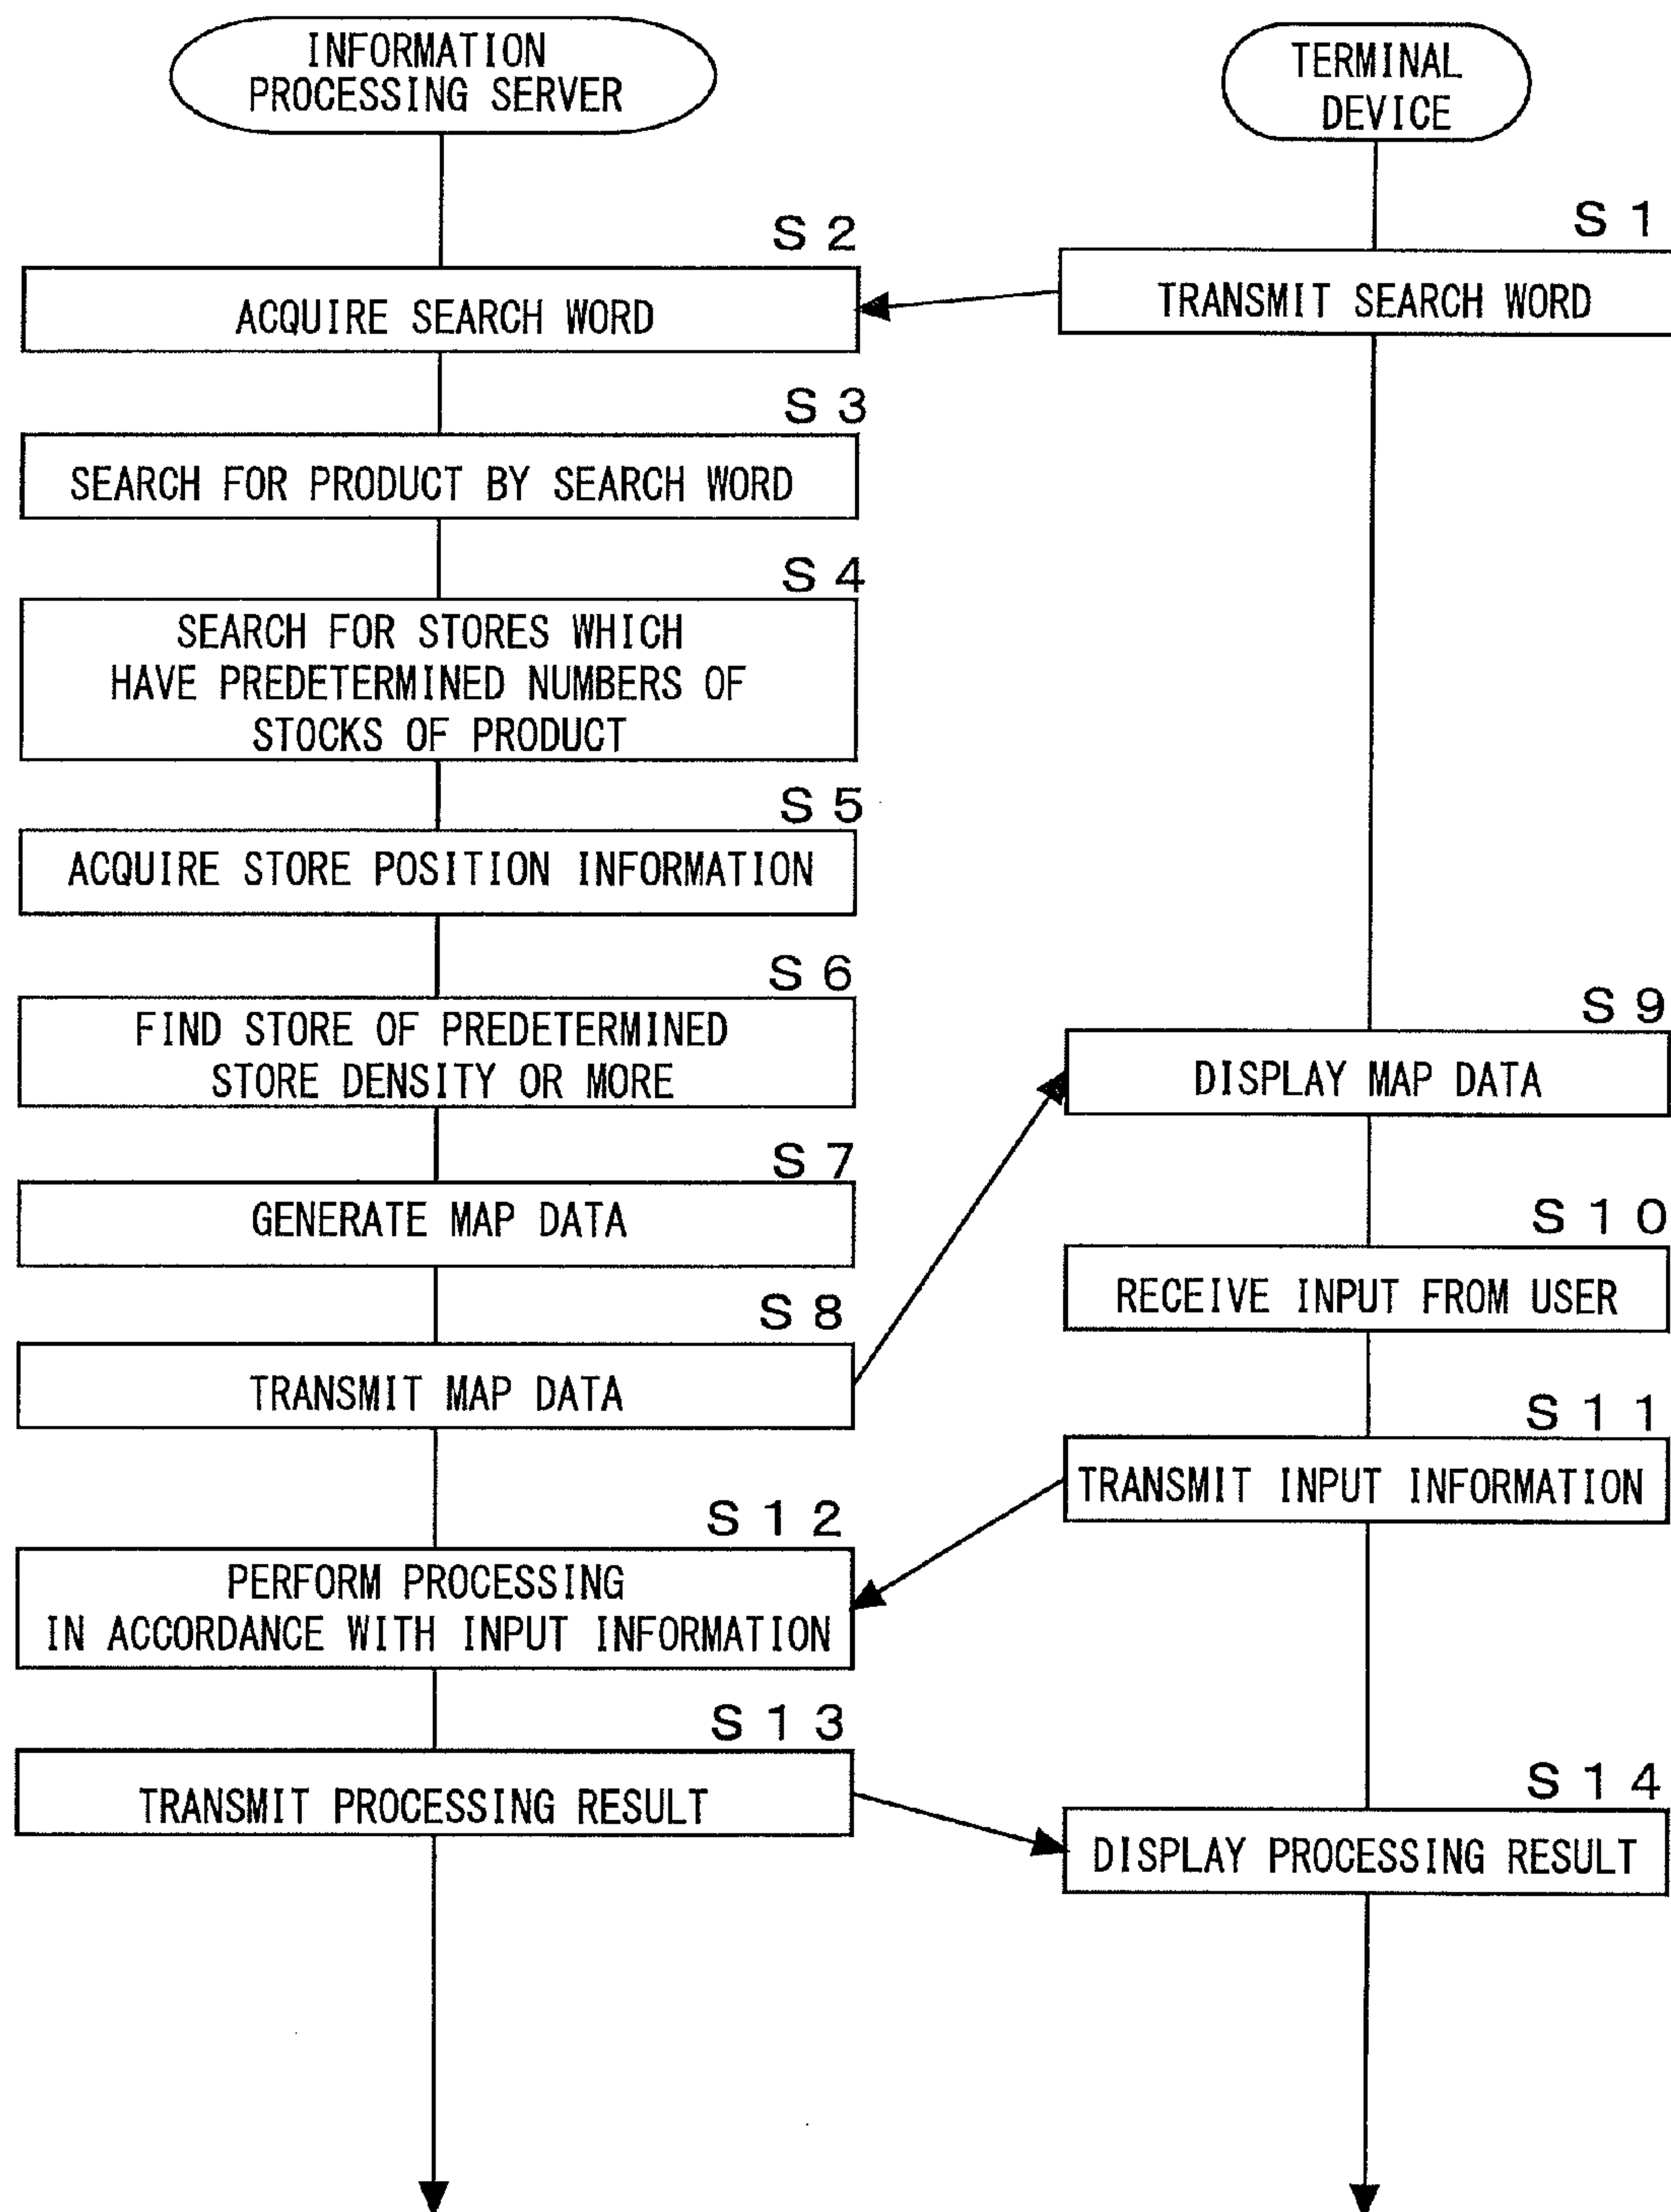 INFORMATION
PROCESSING SERVER
TERMINAL
DEVICE
S 1
TRANSMIT SEARCH WORD
S 2
ACQUIRE SEARCH WORD
S 3
SEARCH FOR PRODUCT BY SEARCH WORD
S 4
SEARCH FOR STORES WHICH
HAVE PREDETERMINED NUMBERS OF
STOCKS OF PRODUCT
S 5
ACQUIRE STORE POSITION INFORMATION
S 6
FIND STORE OF PREDETERMINED
STORE DENSITY OR MORE
S 7
GENERATE MAP DATA
S 8
TRANSMIT MAP DATA
S 9
DISPLAY MAP DATA
S 1 0
RECEIVE INPUT FROM USER
S 1 1
TRANSMIT INPUT INFORMATION
S 1 2
PERFORM PROCESSING
IN ACCORDANCE WITH INPUT INFORMATION
S 1 3
TRANSMIT PROCESSING RESULT
S 1 4
DISPLAY PROCESSING RESULT